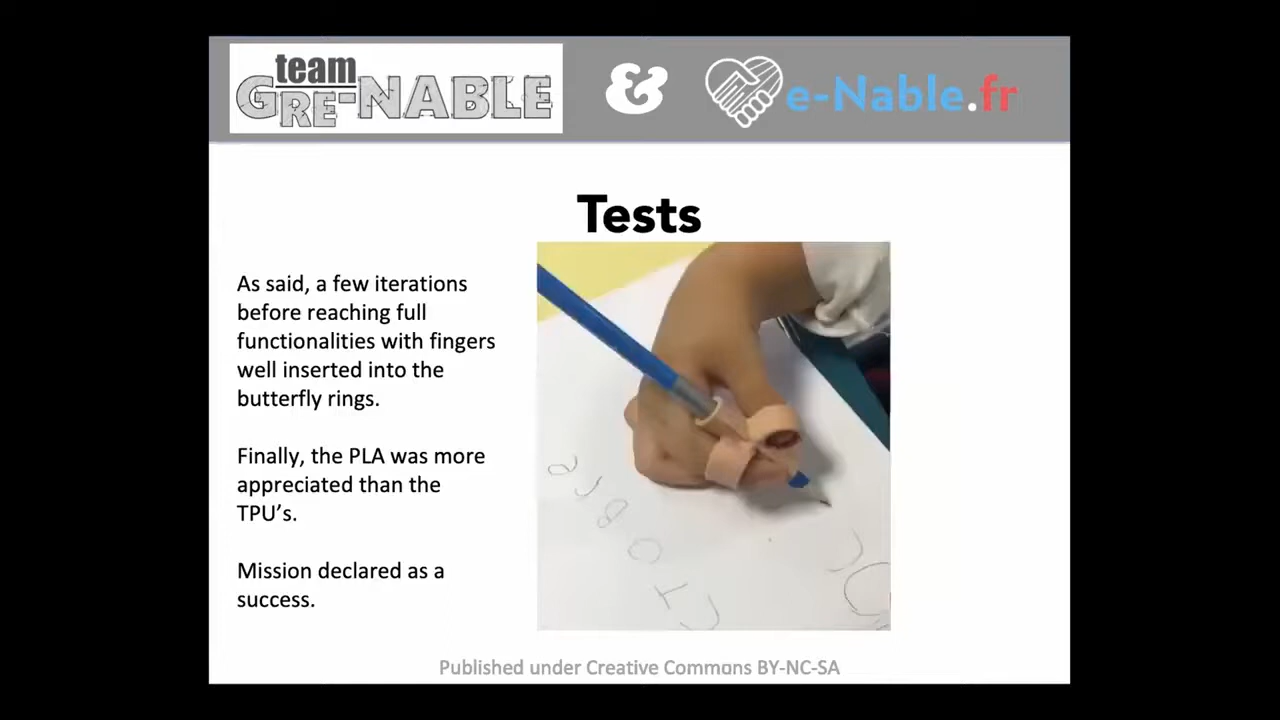 team
GRE-NABLE
&
e-Nable.fr
Tests
As said, a few iterations
before reaching full
functionalities with fingers
well inserted into the
butterfly rings.
Finally, the PLA was more
appreciated than the
TPU's.
Mission declared as a
success.
Published under Creative Commons BY-NC-SA